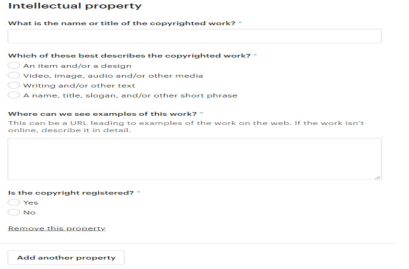 Intellectual property
What is the name or title of the copyrighted work? *
Which of these best describes the copyrighted work? *
An item and/or a design
Video, image, audio and/or other media
Writing and/or other text
A name, title, slogan, and/or other short phrase
Where can we see examples of this work? *
This can be a URL leading to examples of the work on the web. If the work isn't
online, describe it in detail.
Is the copyright registered? *
Yes
No
Remove this property
Add another property